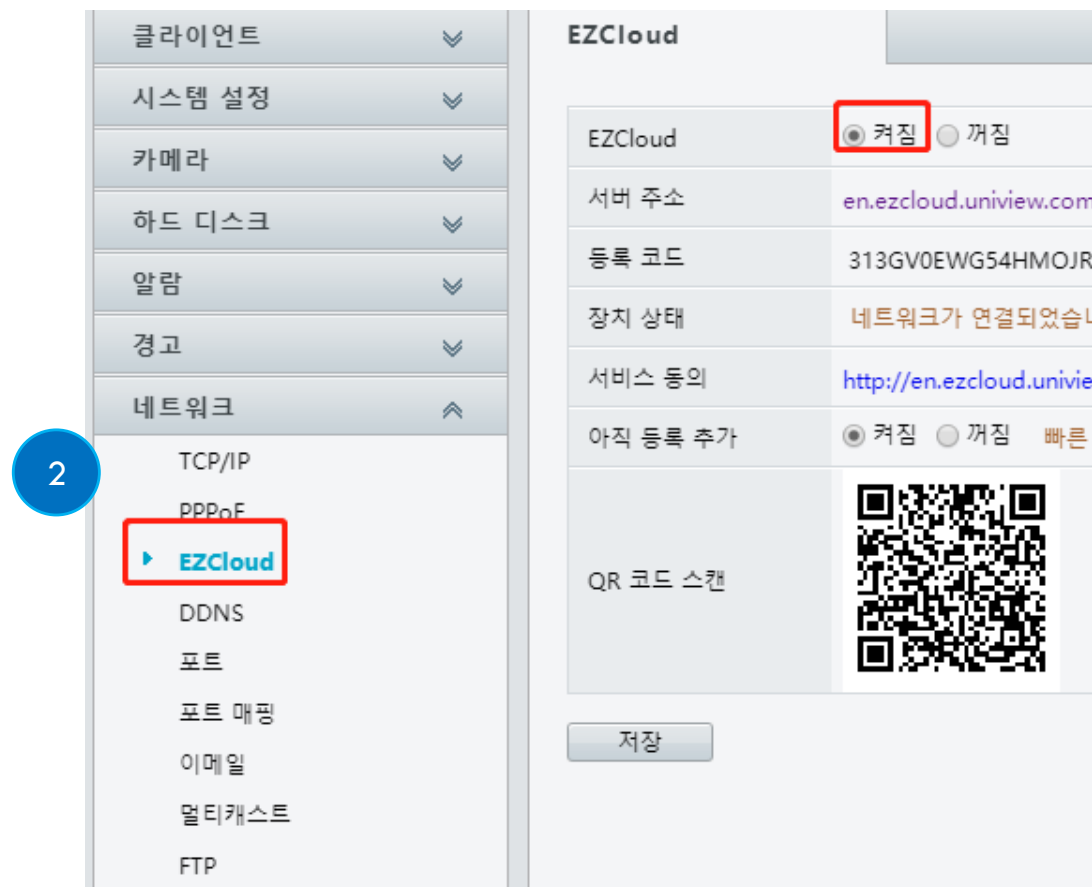 클라이언트
시스템 설정
카메라
하드 디스크
알람
경고
네트워크
2
TCP/IP
PPPoE
EZCloud
DDNS
포트
포트 매핑
이메일
멀티캐스트
FTP
EZCloud
EZCloud 켜짐 꺼짐
서버 주소 en.ezcloud.uniview.com
등록 코드 313GV0EWG54HMOJR
장치 상태 네트워크가 연결되었습니
서비스 동의 http://en.ezcloud.univie
아직 등록 추가 켜짐 꺼짐 빠른
QR 코드 스캔
저장